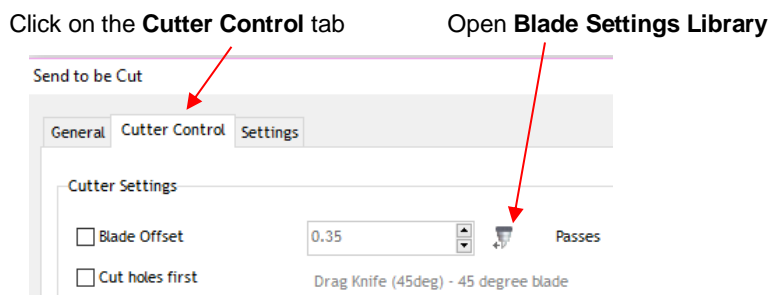 Click on the Cutter Control tab Open Blade Settings Library
Send to be Cut
General Cutter Control Settings
Cutter Settings
Blade Offset 0.35 Passes
Cut holes first Drag Knife (45deg) - 45 degree blade